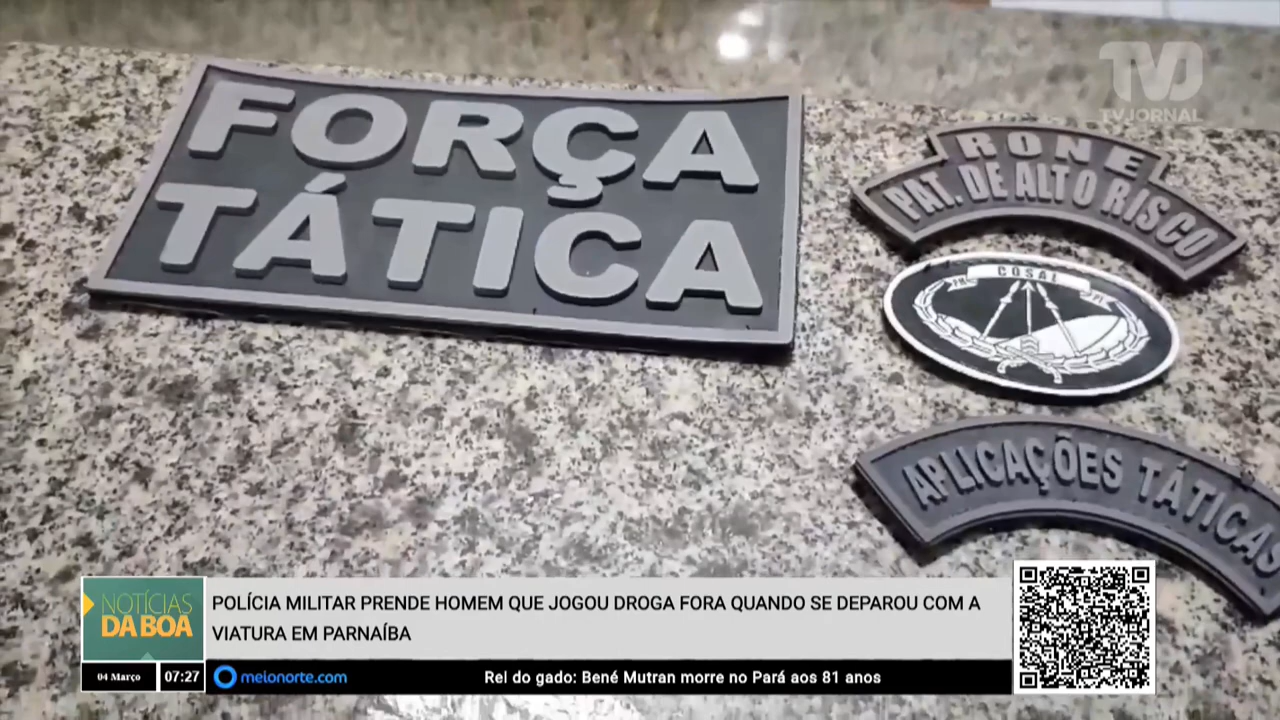 FORÇA
TÁTICA
TVJ
TV JORNAL
RONE
PAT. DE ALTO RISCO
COSAL
PM PI
APLICAÇÕES TÁTICAS
NOTÍCIAS
DA BOA
POLÍCIA MILITAR PRENDE HOMEM QUE JOGOU DROGA FORA QUANDO SE DEPAROU COM A
VIATURA EM PARNAÍBA
04 Março 07:27
meionorte.com
Rei do gado: Bené Mutran morre no Pará aos 81 anos